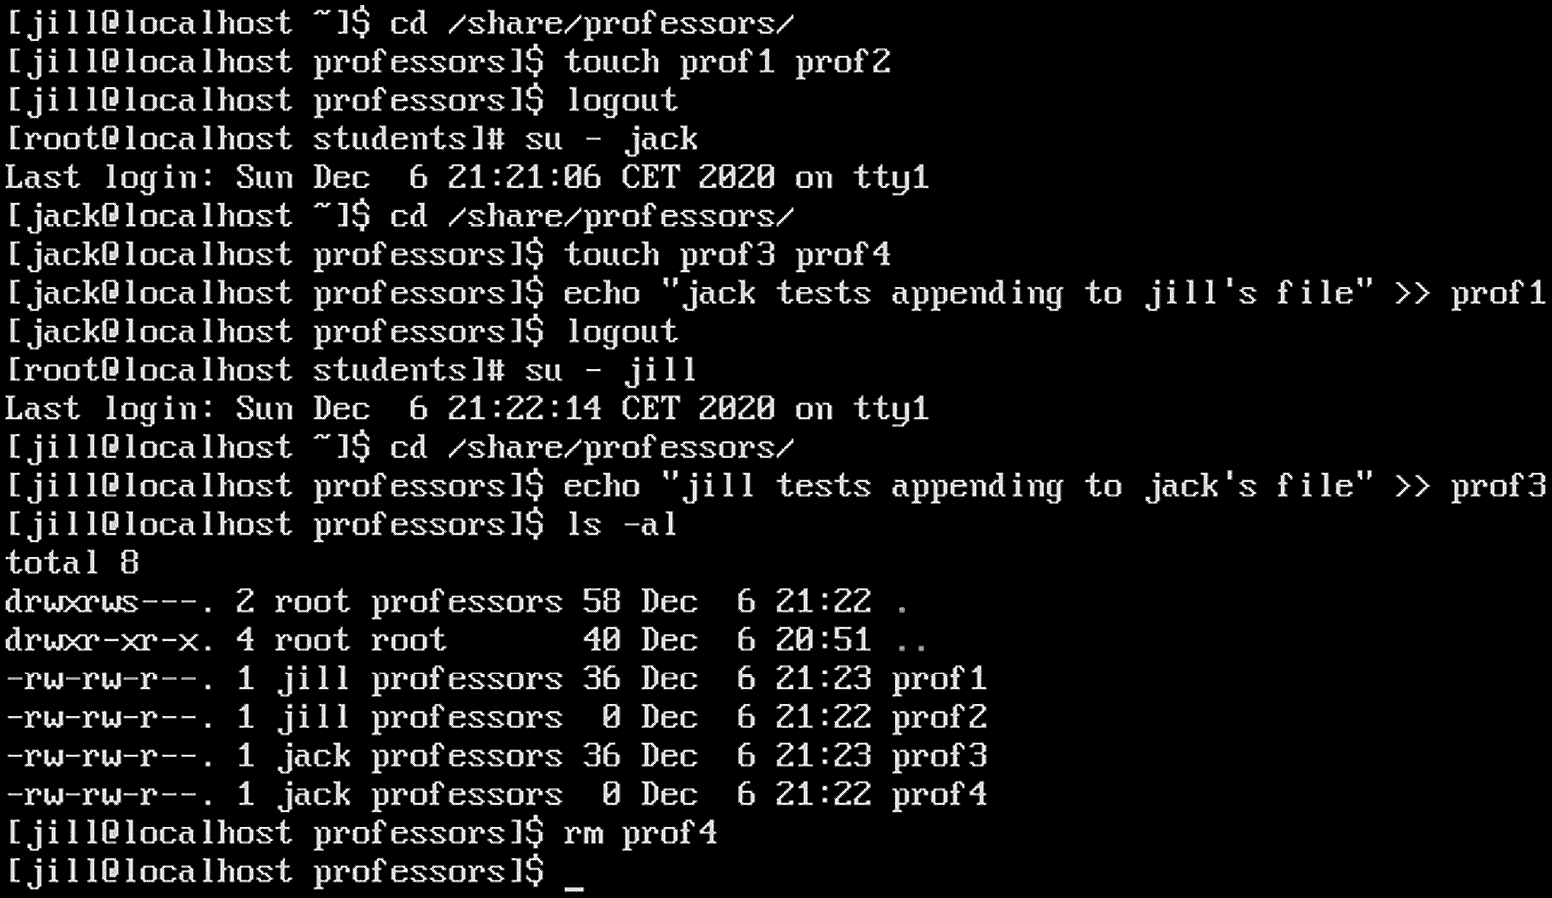 [jill@localhost ~]$ cd /share/professors/
[jill@localhost professors]$ touch prof1 prof2
[jill@localhost professors]$ logout
[root@localhost students]# su - jack
Last login: Sun Dec  6 21:21:06 CET 2020 on tty1
[jack@localhost ~]$ cd /share/professors/
[jack@localhost professors]$ touch prof3 prof4
[jack@localhost professors]$ echo "jack tests appending to jill's file" >> prof1
[jack@localhost professors]$ logout
[root@localhost students]# su - jill
Last login: Sun Dec  6 21:22:14 CET 2020 on tty1
[jill@localhost ~]$ cd /share/professors/
[jill@localhost professors]$ echo "jill tests appending to jack's file" >> prof3
[jill@localhost professors]$ ls -al
total 8
drwxrws---. 2 root professors 58 Dec  6 21:22 .
drwxr-xr-x. 4 root root       40 Dec  6 20:51 ..
-rw-rw-r--. 1 jill professors 36 Dec  6 21:23 prof1
-rw-rw-r--. 1 jill professors  0 Dec  6 21:22 prof2
-rw-rw-r--. 1 jack professors 36 Dec  6 21:23 prof3
-rw-rw-r--. 1 jack professors  0 Dec  6 21:22 prof4
[jill@localhost professors]$ rm prof4
[jill@localhost professors]$ _